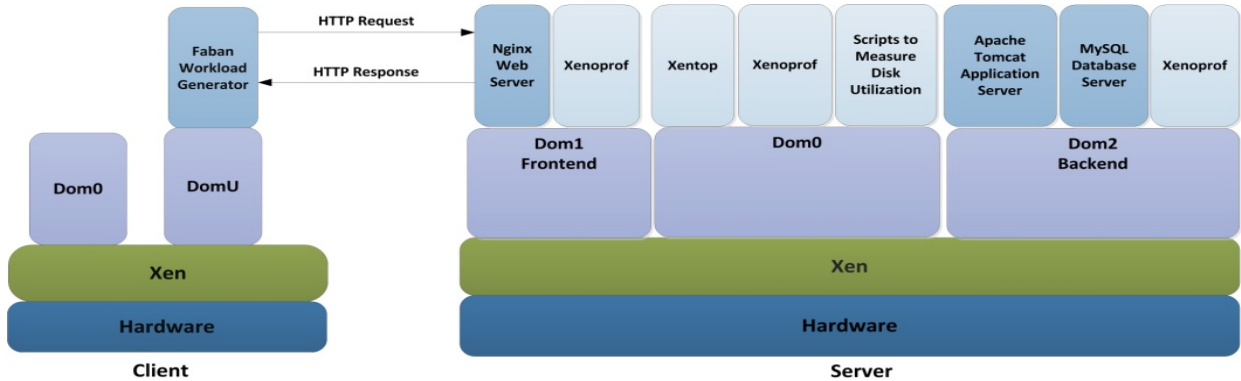 HTTP Request
HTTP Response
Faban
Workload
Generator
Nginx
Web
Server
Xenoprof
Xentop
Xenoprof
Scripts to
Measure
Disk
Utilization
Apache
Tomcat
Application
Server
MySQL
Database
Server
Xenoprof
Dom0
DomU
Dom1
Frontend
Dom0
Dom2
Backend
Xen
Xen
Hardware
Hardware
Client
Server